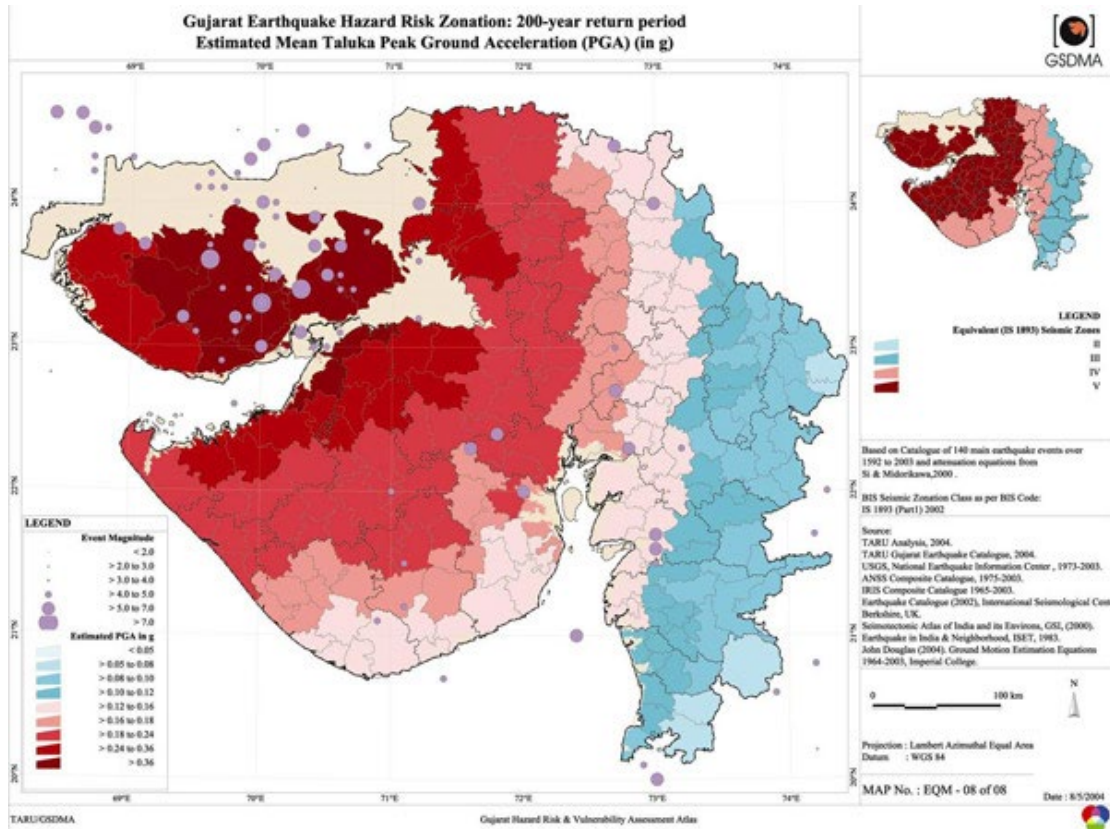 Gujarat Earthquake Hazard Risk Zonation: 200-year return period
Estimated Mean Taluka Peak Ground Acceleration (PGA) (in g)
GSDMA
69°E 70°E 71°E 72°E 73°E 74°E
24°N 24°N
23°N 23°N
22°N 22°N
21°N 21°N
20°N 20°N
69°E 70°E 71°E 72°E 73°E 74°E
LEGEND
Event Magnitude
< 2.0
> 2.0 to 3.0
> 3.0 to 4.0
> 4.0 to 5.0
> 5.0 to 7.0
> 7.0
Estimated PGA in g
< 0.05
> 0.05 to 0.08
> 0.08 to 0.10
> 0.10 to 0.12
> 0.12 to 0.16
> 0.16 to 0.18
> 0.18 to 0.24
> 0.24 to 0.36
> 0.36
LEGEND
Equivalent (IS 1893) Seismic Zones
II
III
IV
V
Based on Catalogue of 140 main earthquake events over
1592 to 2003 and attenuation equations from
Si & Midorikawa,2000 .
BIS Seismic Zonation Class as per BIS Code:
IS 1893 (Part1) 2002
Source:
TARU Analysis, 2004.
TARU Gujarat Earthquake Catalogue, 2004.
USGS, National Earthquake Information Center , 1973-2003.
ANSS Composite Catalogue, 1975-2003.
IRIS Composite Catalogue 1965-2003.
Earthquake Catalogue (2002), International Seismological Cent
Berkshire, UK.
Seismotectonic Atlas of India and its Environs, GSI, (2000).
Earthquake in India & Neighborhood, ISET, 1983.
John Douglas (2004). Ground Motion Estimation Equations
1964-2003, Imperial College.
0 100 km
N
Projection : Lambert Azimuthal Equal Area
Datum : WGS 84
MAP No. : EQM - 08 of 08
Date : 8/5/2004
TARU/GSDMA
Gujarat Hazard Risk & Vulnerability Assessment Atlas